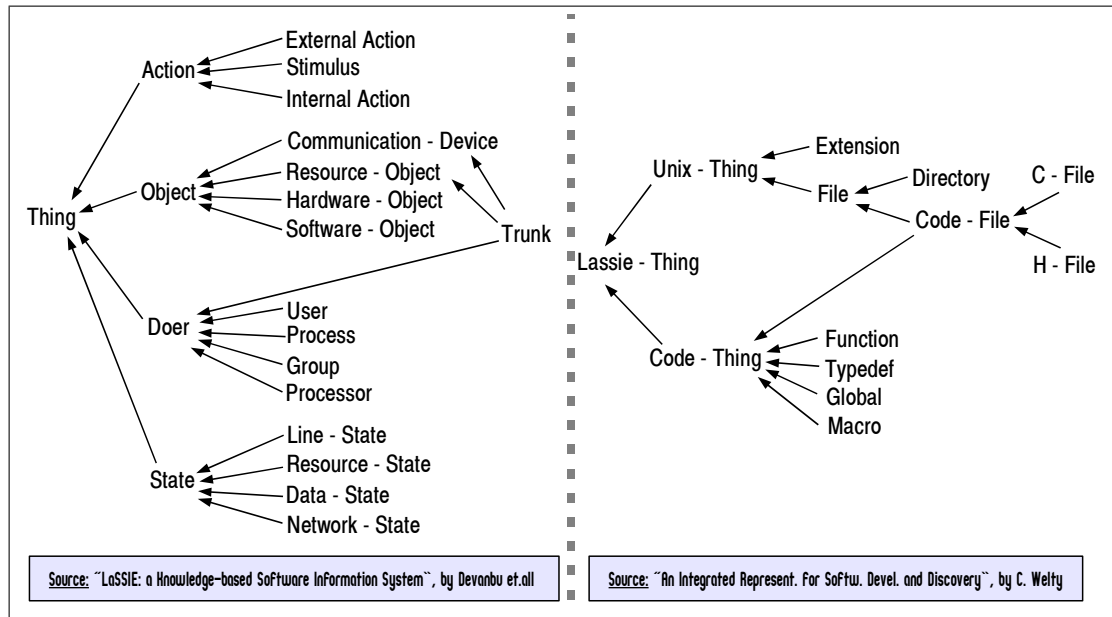 External Action
Stimulus
Action
Internal Action
Communication - Device
Resource - Object
Object
Hardware - Object
Thing
Software - Object
Trunk
User
Doer
Process
Group
Processor
Line - State
Resource - State
State
Data - State
Network - State
Source: "LaSSIE: a Knowledge-based Software Information System", by Devanbu et.all
Extension
Unix - Thing
C - File
Directory
File
Code - File
Lassie - Thing
H - File
Function
Code - Thing
Typedef
Global
Macro
Source: "An Integrated Represent. For Softw. Devel. and Discovery", by C. Welty